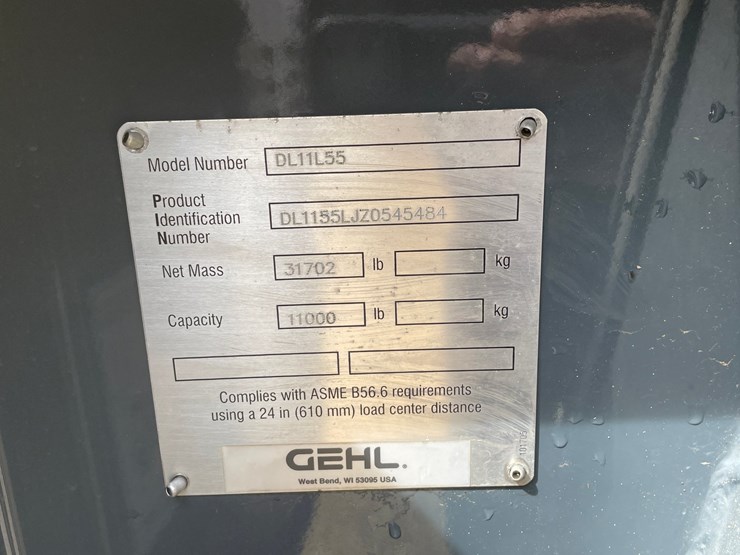 Model Number DL11L55
Product
Identification DL1155LJZ0545484
Number
Net Mass 31702 lb kg
Capacity 11000 lb kg
Complies with ASME B56.6 requirements
using a 24 in (610 mm) load center distance
GEHL.
West Bend, WI 53095 USA